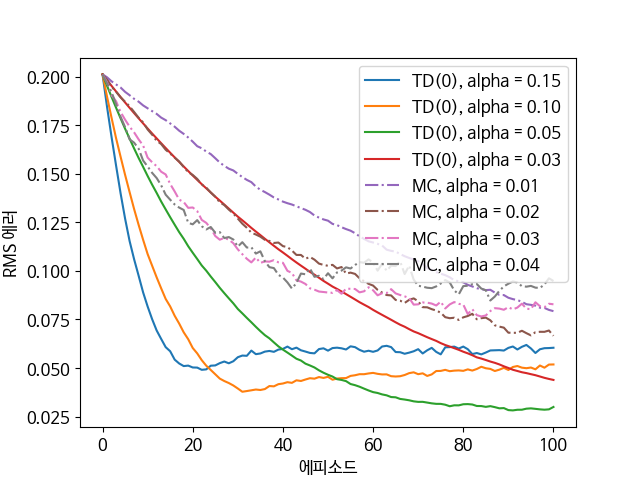 0.200
0.175
0.150
0.125
0.100
0.075
0.050
0.025
RMS 에러
0 20 40 60 80 100
에피소드
TD(0), alpha = 0.15
TD(0), alpha = 0.10
TD(0), alpha = 0.05
TD(0), alpha = 0.03
MC, alpha = 0.01
MC, alpha = 0.02
MC, alpha = 0.03
MC, alpha = 0.04